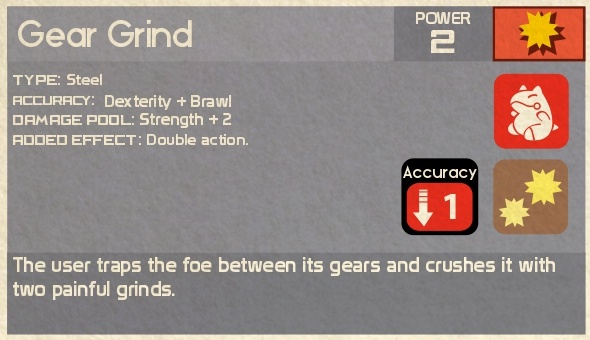 Gear Grind
POWER
2
TYPE: Steel
ACCURACY: Dexterity + Brawl
DAMAGE POOL: Strength + 2
ADDED EFFECT: Double action.
Accuracy
1
The user traps the foe between its gears and crushes it with
two painful grinds.